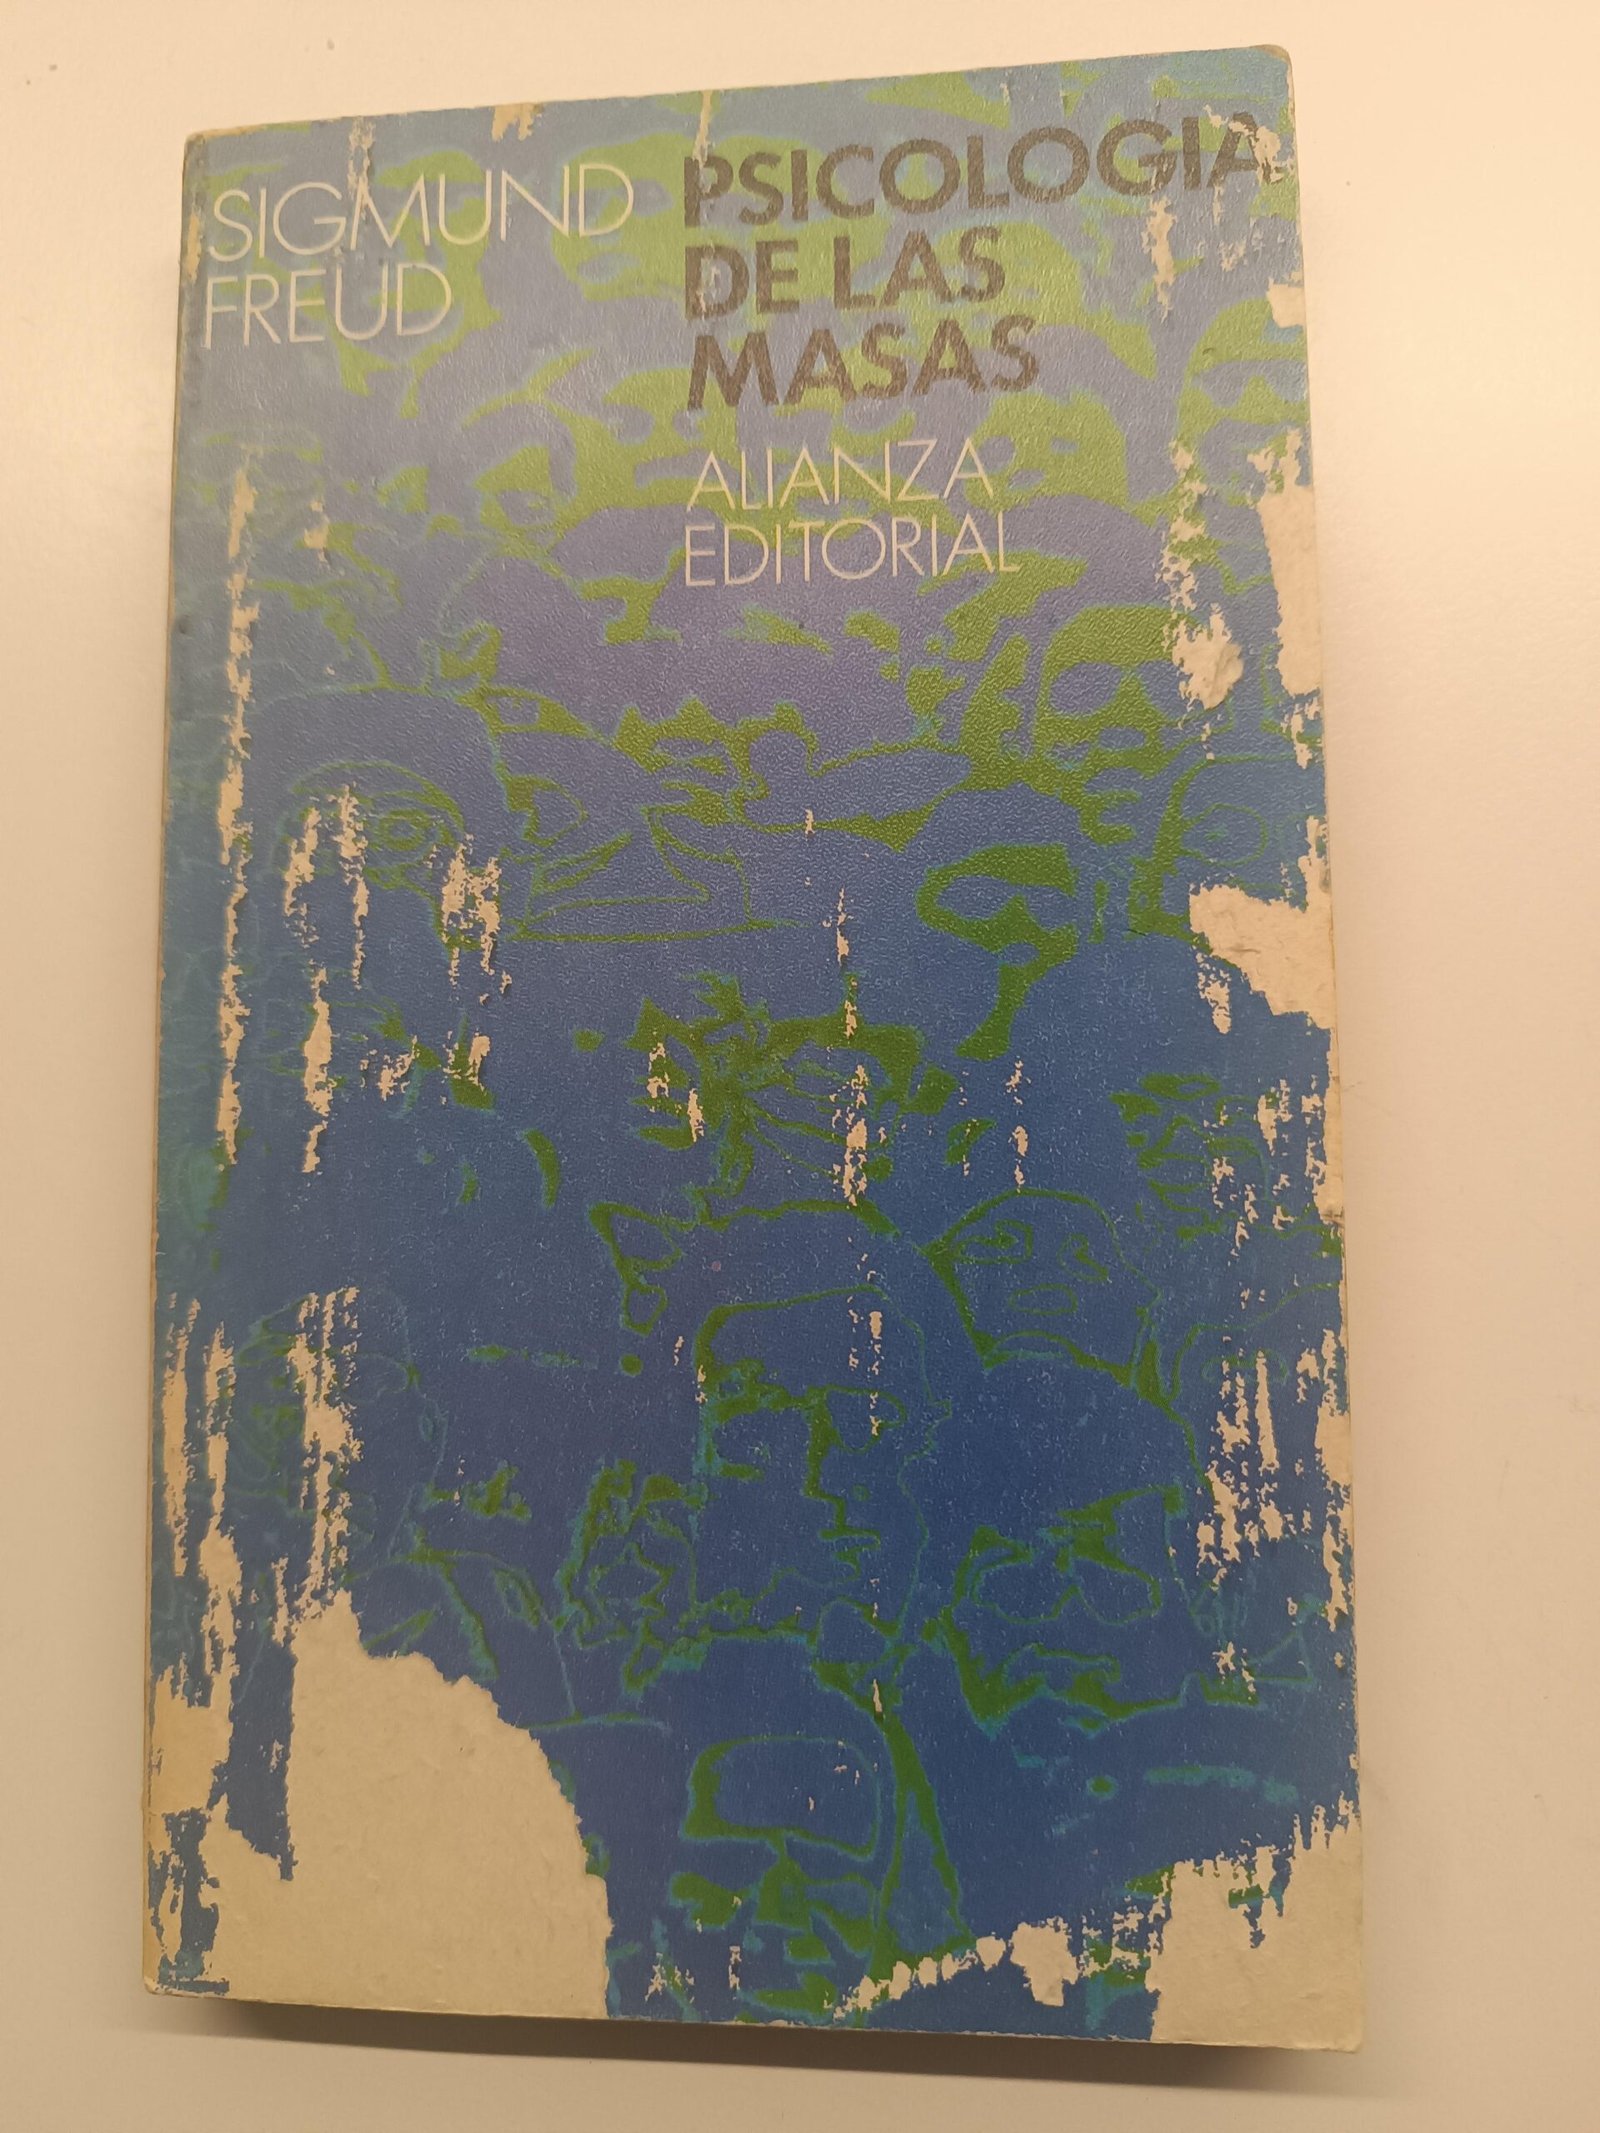 SIGMUND
FREUD
PSICOLOGIA
DE LAS
MASAS
ALIANZA
EDITORIAL